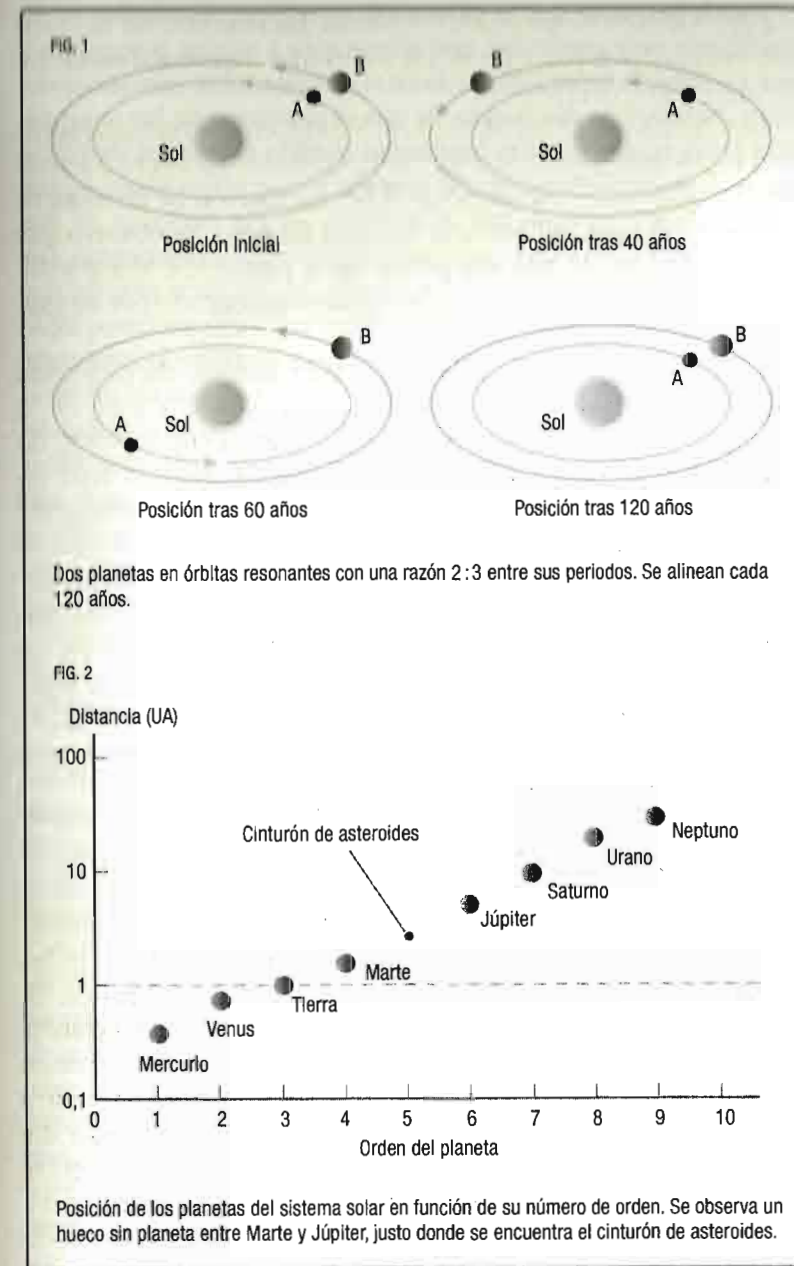 FIG. 1
B
A
Sol
Posición inicial
B
A
Sol
Posición tras 40 años
B
A
Sol
Posición tras 60 años
B
A
Sol
Posición tras 120 años
Dos planetas en órbitas resonantes con una razón 2:3 entre sus periodos. Se alinean cada
120 años.
FIG. 2
Distancia (UA)
100
10
1
0,1
Cinturón de asteroides
Neptuno
Urano
Saturno
Júpiter
Marte
Tierra
Venus
Mercurio
0 1 2 3 4 5 6 7 8 9 10
Orden del planeta
Posición de los planetas del sistema solar en función de su número de orden. Se observa un
hueco sin planeta entre Marte y Júpiter, justo donde se encuentra el cinturón de asteroides.